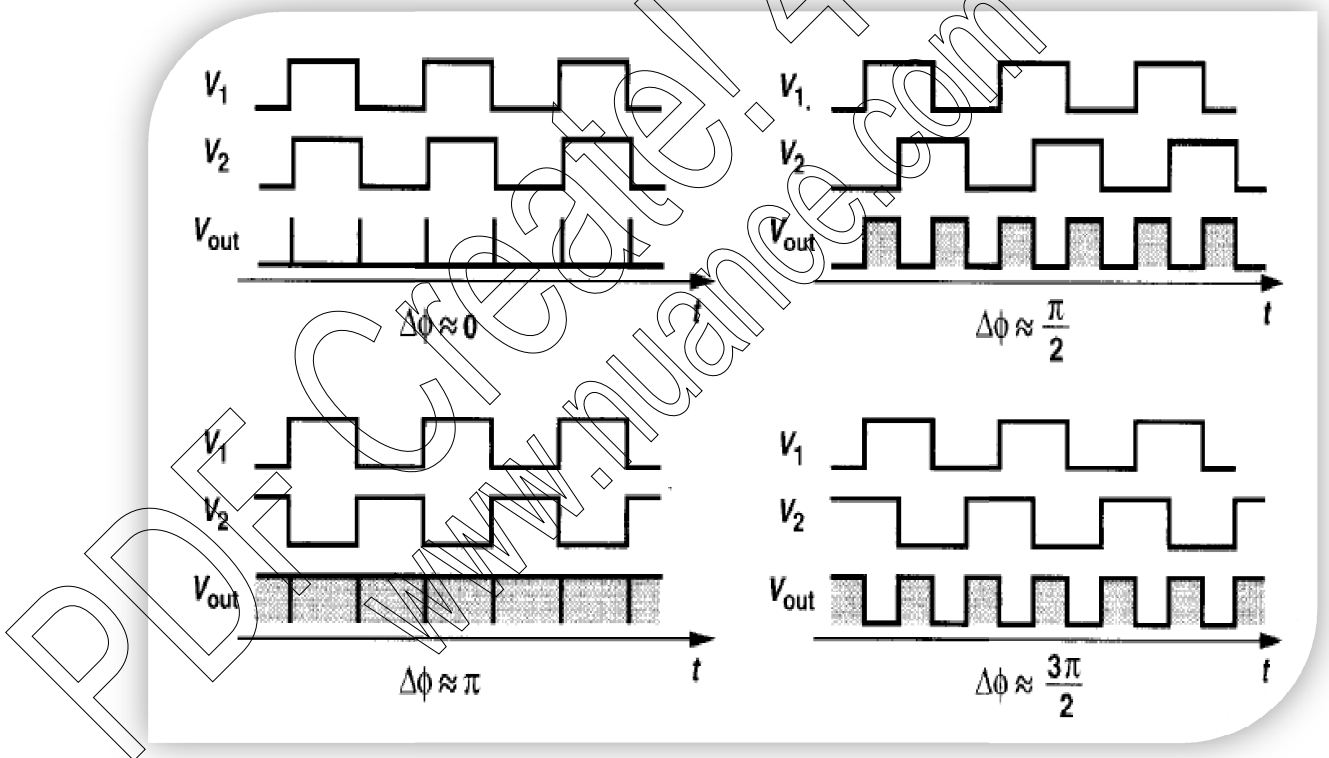 V1
V2
Vout
t
Δϕ ≈ 0
V1.
V2
Vout
t
Δϕ ≈ π/2
V1
V2
Vout
t
Δϕ ≈ π
V1
V2
Vout
t
Δϕ ≈ 3π/2
PDF Create! 4
www.nuance.com